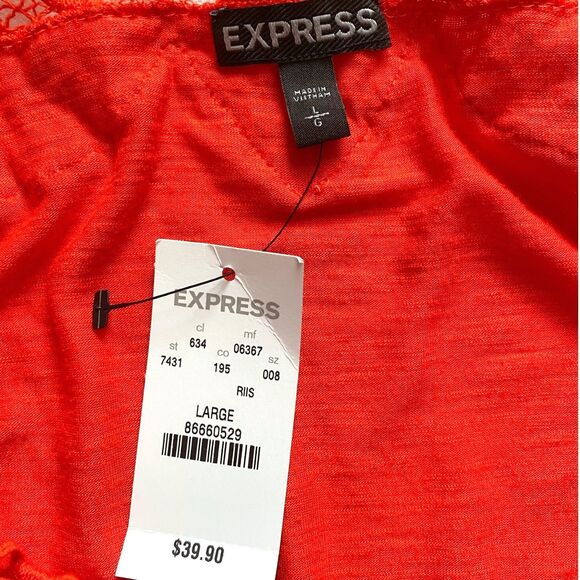 EXPRESS
MADE IN
VIETNAM
L
G
EXPRESS
cl mf
634 06367
st co sz
7431 195 008
RIIS
LARGE
86660529
$39.90